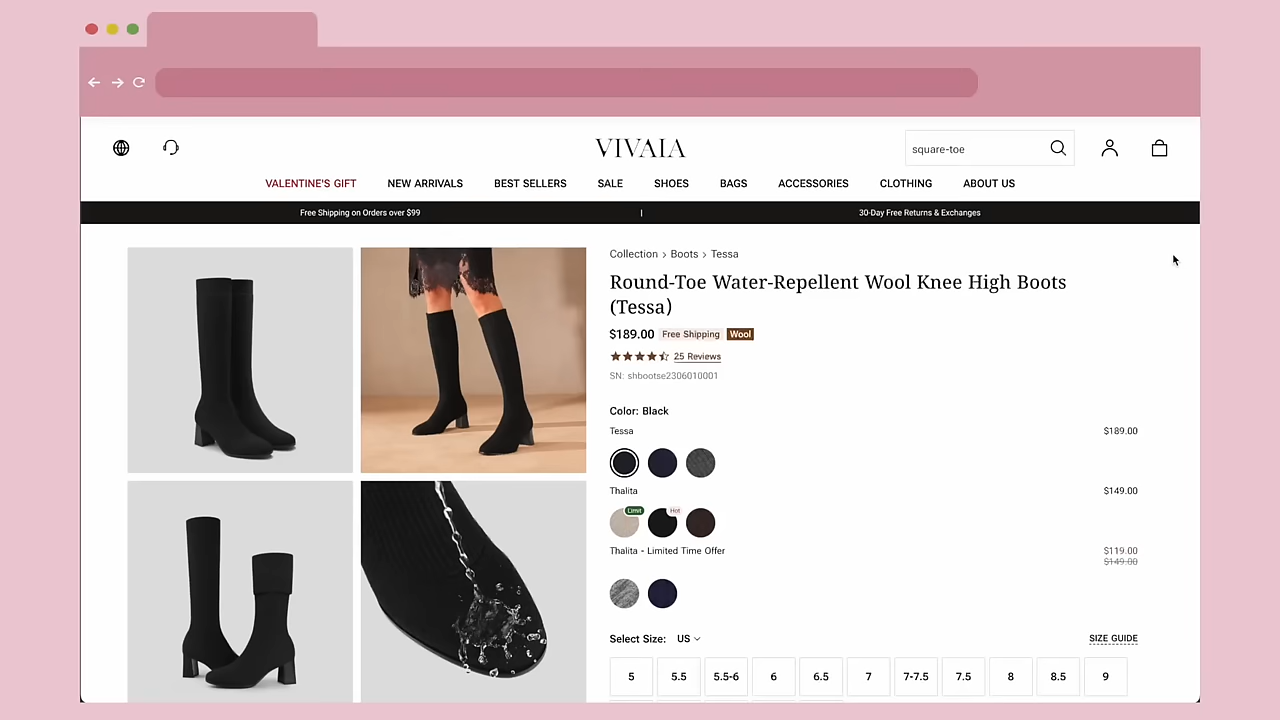 VIVAIA
square-toe
VALENTINE'S GIFT NEW ARRIVALS BEST SELLERS SALE SHOES BAGS ACCESSORIES CLOTHING ABOUT US
Free Shipping on Orders over $99 | 30-Day Free Returns & Exchanges
Collection > Boots > Tessa
Round-Toe Water-Repellent Wool Knee High Boots
(Tessa)
$189.00 Free Shipping Wool
25 Reviews
SN: shbootse2306010001
Color: Black
Tessa $189.00
Thalita $149.00
Limit Hot
Thalita - Limited Time Offer $119.00
$149.00
Select Size: US SIZE GUIDE
5 5.5 5.5-6 6 6.5 7 7-7.5 7.5 8 8.5 9